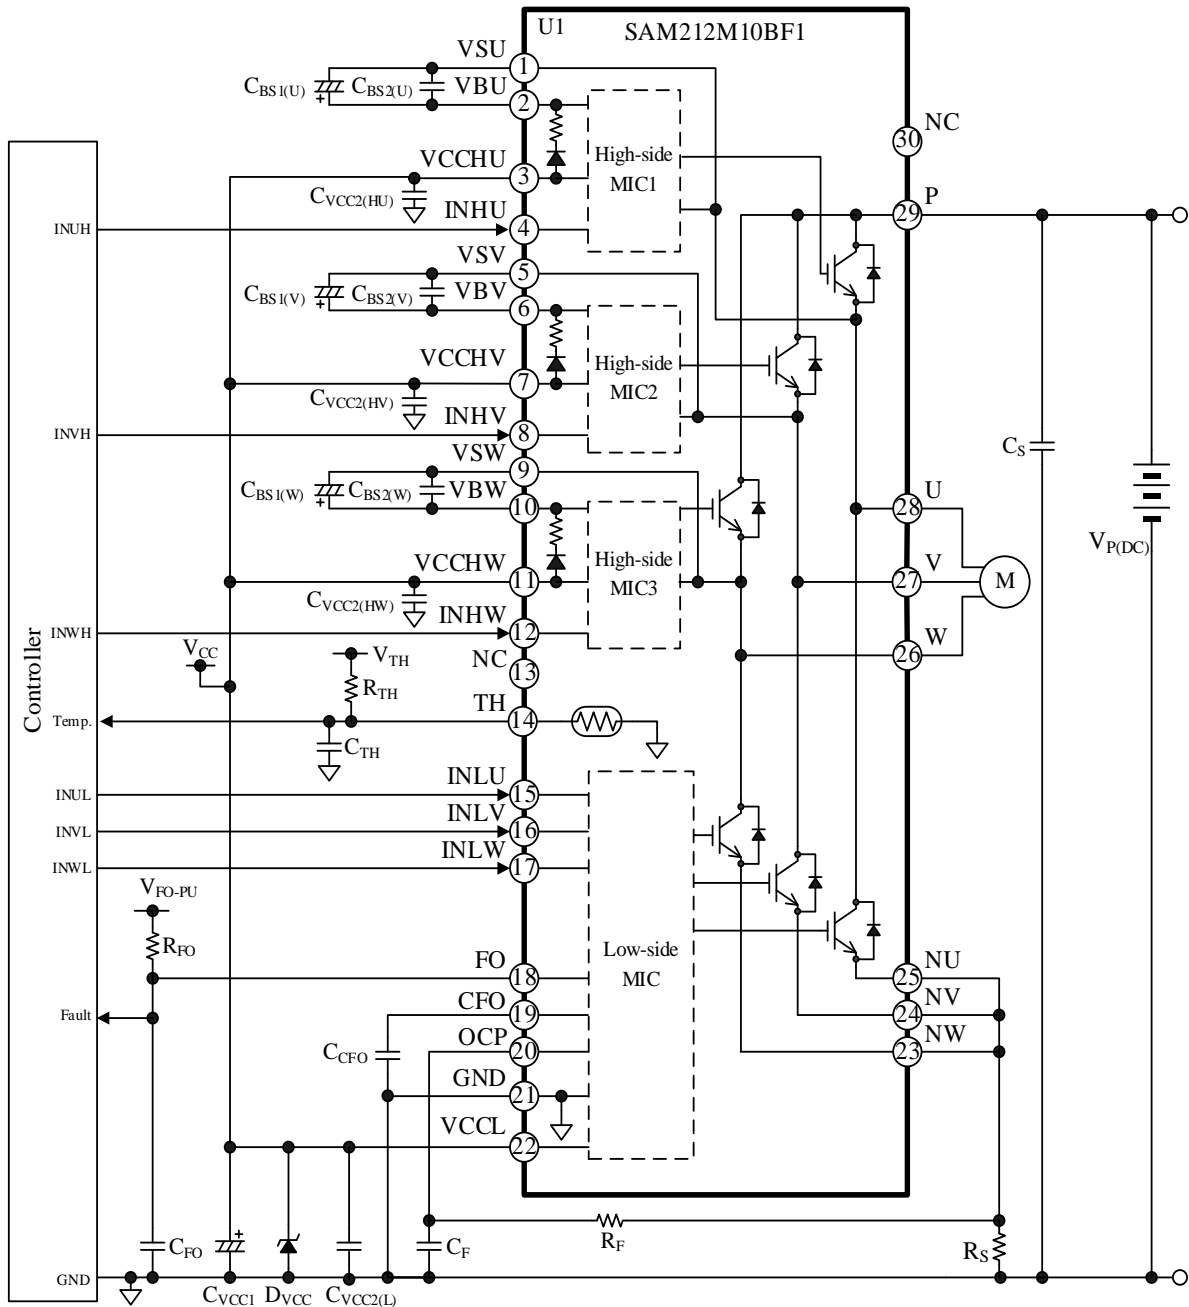 U1
SAM212M10BF1
VSU
1
C_BS1(U)
C_BS2(U)
VBU
2
+
NC
30
High-side
MIC1
VCCHU
3
C_VCC2(HU)
P
29
INUH
INHU
4
VSV
5
C_BS1(V)
C_BS2(V)
VBV
6
+
VCCHV
7
High-side
MIC2
C_VCC2(HV)
INVH
INHV
8
C_S
VSW
9
C_BS1(W)
C_BS2(W)
VBW
10
+
U
28
V_P(DC)
VCCHW
11
High-side
MIC3
V
27
M
C_VCC2(HW)
INWH
INHW
12
W
26
Controller
V_CC
V_TH
NC
13
R_TH
Temp.
TH
14
C_TH
INUL
INLU
15
INVL
INLV
16
INWL
INLW
17
V_FO-PU
R_FO
Low-side
MIC
FO
18
NU
25
Fault
CFO
19
NV
24
OCP
20
NW
23
C_CFO
GND
21
VCCL
22
C_FO
+
C_F
R_F
R_S
GND
C_VCC1
D_VCC
C_VCC2(L)